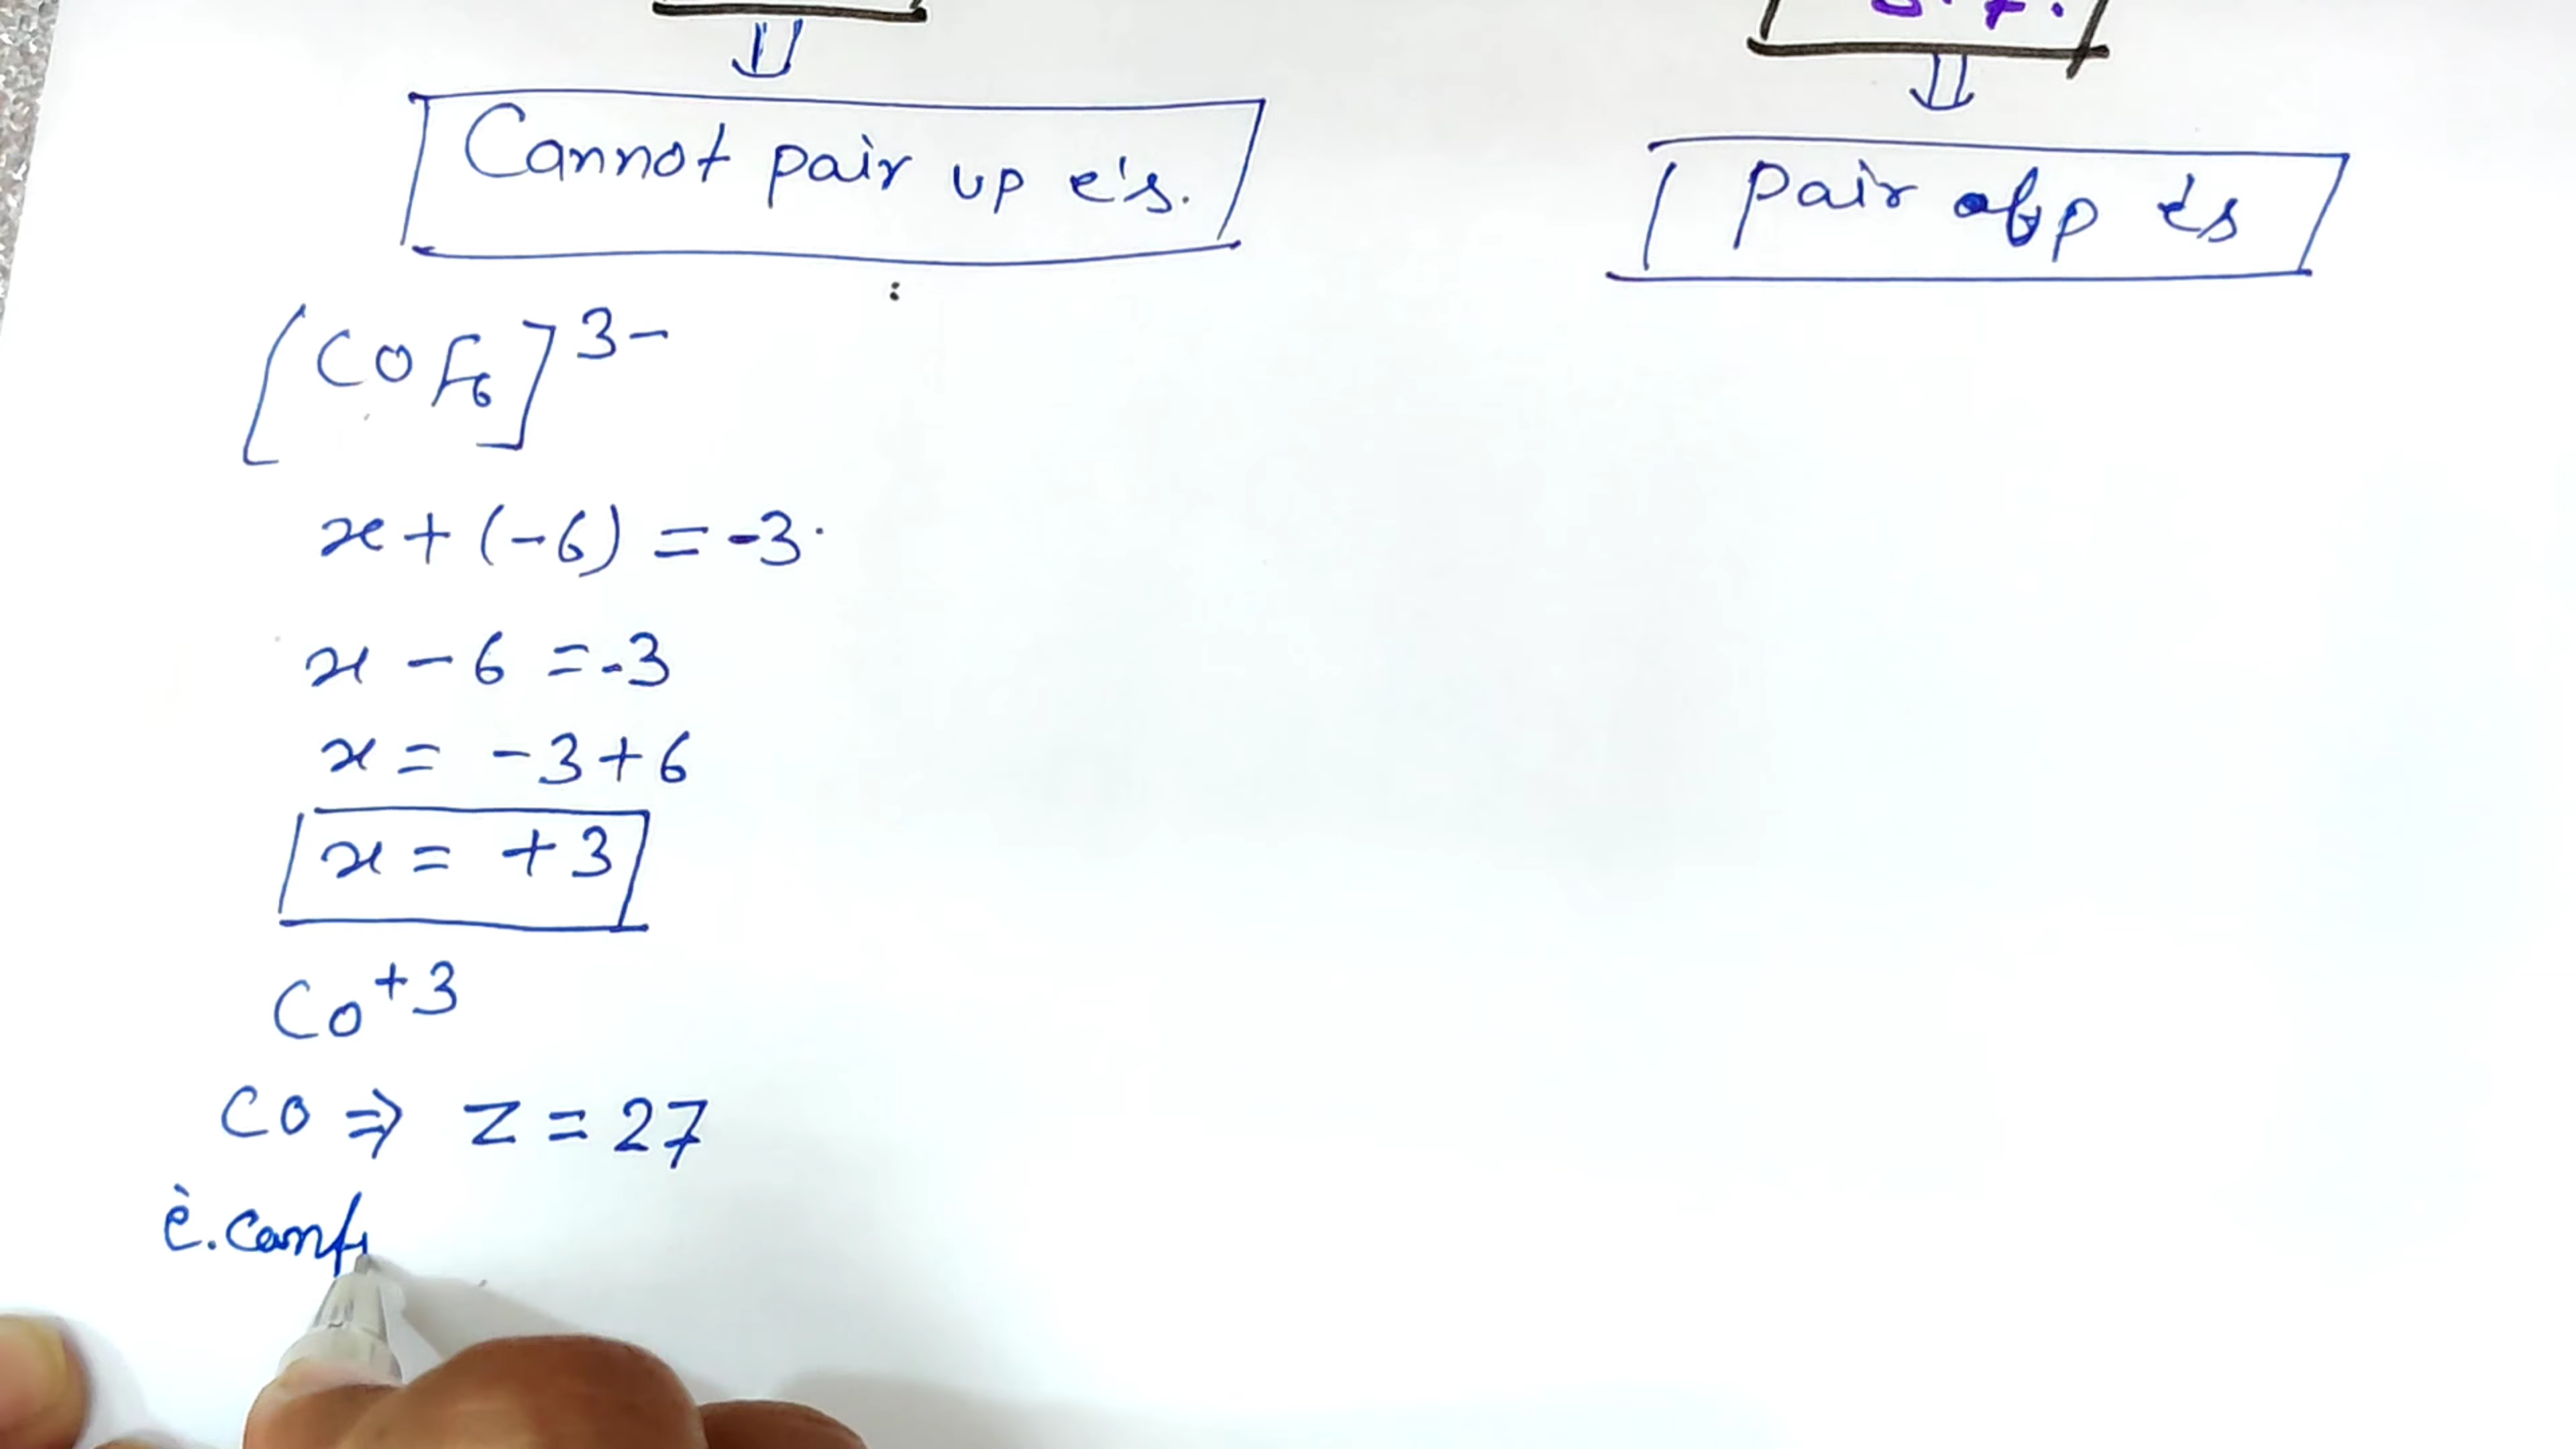 Cannot pair up e's.
pair up e's
[COF6]3-
x + (-6) = -3.
x - 6 = -3
x = -3+6
x = +3
Co+3
CO ⇒ Z = 27
e. Conf